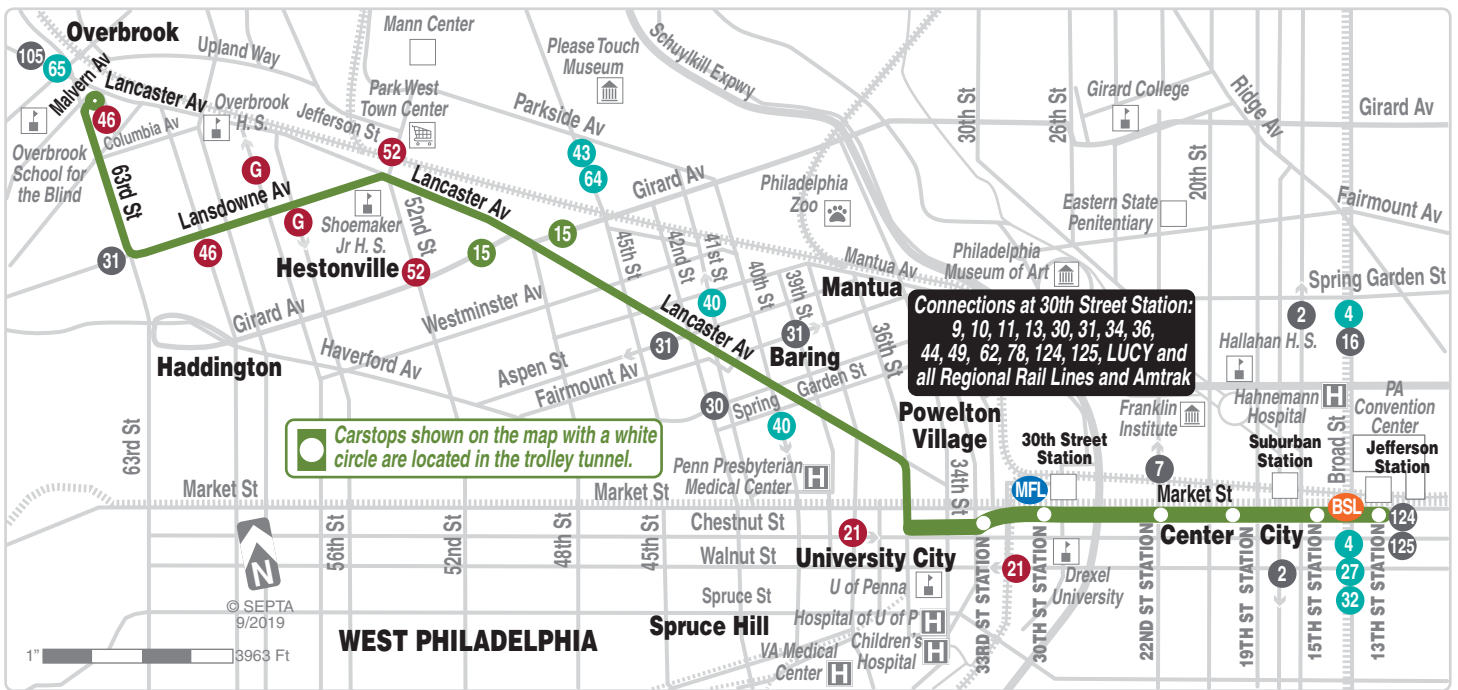 Overbrook
105
65
Malvern Av
Lancaster Av
46
Upland Way
Mann Center
Please Touch
Museum
Schuylkill Expwy
Park West
Town Center
Overbrook
H. S.
Jefferson St
Columbia Av
Overbrook
School for
the Blind
63rd St
G
Lansdowne Av
G
46
31
52
Shoemaker
Jr H. S.
52nd St
Hestonville
52
Lancaster Av
15
15
Parkside Av
43
64
Girard Av
30th St
26th St
Girard College
Ridge Av
Girard Av
20th St
Philadelphia
Zoo
Eastern State
Penitentiary
Fairmount Av
45th St
42nd St
41st St
40th St
39th St
36th St
Mantua Av
Mantua
Philadelphia
Museum of Art
Spring Garden St
40
Girard Av
Westminster Av
Lancaster Av
31
31
Baring
Haddington
Haverford Av
Aspen St
Fairmount Av
30
Spring
Garden St
40
Connections at 30th Street Station:
9, 10, 11, 13, 30, 31, 34, 36,
44, 49, 62, 78, 124, 125, LUCY and
all Regional Rail Lines and Amtrak
2
4
16
Hallahan H. S.
Hahnemann
Hospital
PA
Convention
Center
Franklin
Institute
Powelton
Village
30th Street
Station
Suburban
Station
Broad St
Jefferson
Station
7
34th St
63rd St
Carstops shown on the map with a white
circle are located in the trolley tunnel.
Penn Presbyterian
Medical Center
Market St
Market St
Market St
MFL
BSL
Chestnut St
21
Walnut St
University City
Center City
124
125
56th St
52nd St
48th St
45th St
21
Drexel
University
2
4
27
32
N
© SEPTA
9/2019
Spruce St
U of Penna
Hospital of U of P
Children's
Hospital
VA Medical
Center
Spruce Hill
WEST PHILADELPHIA
33RD ST STATION
30TH ST STATION
22ND ST STATION
19TH ST STATION
15TH ST STATION
13TH ST STATION
1"
3963 Ft